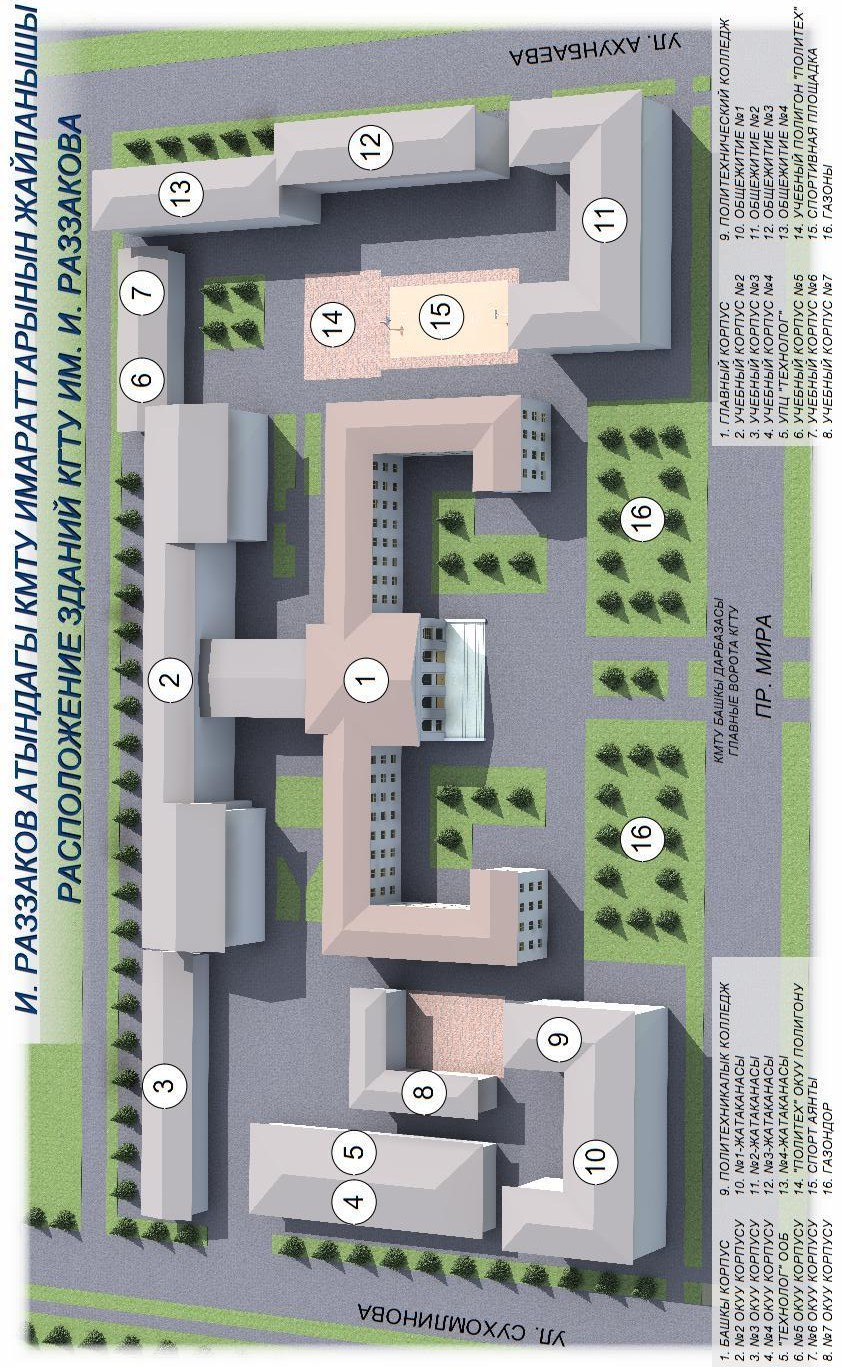 И. РАЗЗАКОВ АТЫНДАГЫ КМТУ ИМАРАТТАРЫНЫН ЖАЙЛАНЫШЫ
РАСПОЛОЖЕНИЕ ЗДАНИЙ КГТУ ИМ. И. РАЗЗАКОВА
УЛ. СУХОМЛИНОВА
УЛ. АХУНБАЕВА
3
2
6
7
13
12
4
5
8
1
14
15
11
9
10
16
16
КМТУ БАШКЫ ДАРБАЗАСЫ
ГЛАВНЫЕ ВОРОТА КГТУ
ПР. МИРА
1. БАШКЫ КОРПУС
2. №2 ОКУУ КОРПУСУ
3. №3 ОКУУ КОРПУСУ
4. №4 ОКУУ КОРПУСУ
5. "ТЕХНОЛОГ" ООБ
6. №5 ОКУУ КОРПУСУ
7. №6 ОКУУ КОРПУСУ
8. №7 ОКУУ КОРПУСУ
9. ПОЛИТЕХНИКАЛЫК КОЛЛЕДЖ
10. №1-ЖАТАКАНАСЫ
11. №2-ЖАТАКАНАСЫ
12. №3-ЖАТАКАНАСЫ
13. №4-ЖАТАКАНАСЫ
14. "ПОЛИТЕХ" ОКУУ ПОЛИГОНУ
15. СПОРТ АЯНТЫ
16. ГАЗОНДОР
1. ГЛАВНЫЙ КОРПУС
2. УЧЕБНЫЙ КОРПУС №2
3. УЧЕБНЫЙ КОРПУС №3
4. УЧЕБНЫЙ КОРПУС №4
5. УПЦ "ТЕХНОЛОГ"
6. УЧЕБНЫЙ КОРПУС №5
7. УЧЕБНЫЙ КОРПУС №6
8. УЧЕБНЫЙ КОРПУС №7
9. ПОЛИТЕХНИЧЕСКИЙ КОЛЛЕДЖ
10. ОБЩЕЖИТИЕ №1
11. ОБЩЕЖИТИЕ №2
12. ОБЩЕЖИТИЕ №3
13. ОБЩЕЖИТИЕ №4
14. УЧЕБНЫЙ ПОЛИГОН "ПОЛИТЕХ"
15. СПОРТИВНАЯ ПЛОЩАДКА
16. ГАЗОНЫ